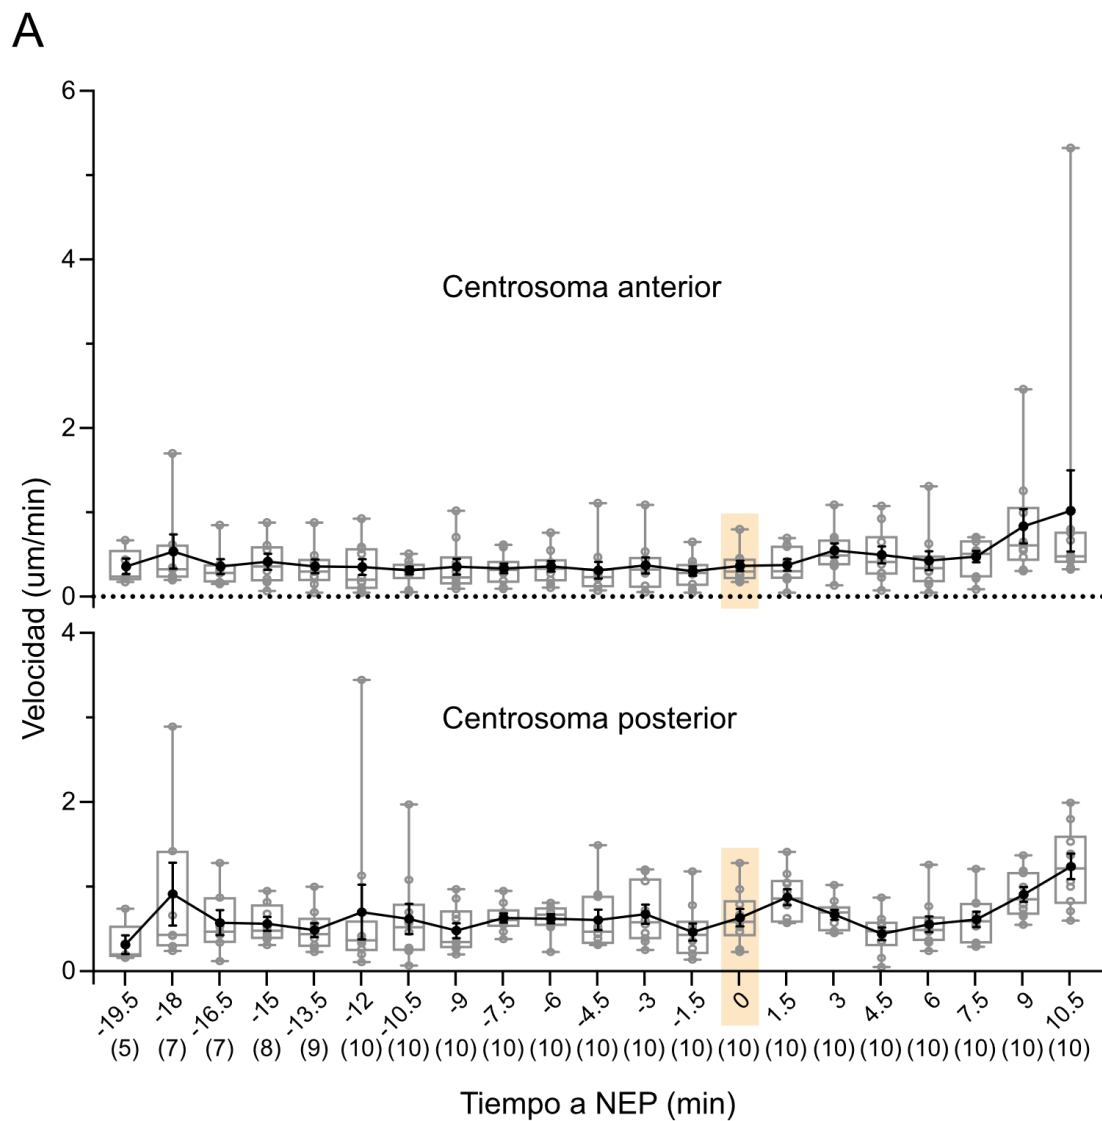 A
Velocidad (um/min)
6
4
2
0
Centrosoma anterior
4
2
0
Centrosoma posterior
-19.5 -18 -16.5 -15 -13.5 -12 -10.5 -9 -7.5 -6 -4.5 -3 -1.5 0 1.5 3 4.5 6 7.5 9 10.5
(5) (7) (7) (8) (9) (10) (10) (10) (10) (10) (10) (10) (10) (10) (10) (10) (10) (10) (10) (10) (10)
Tiempo a NEP (min)